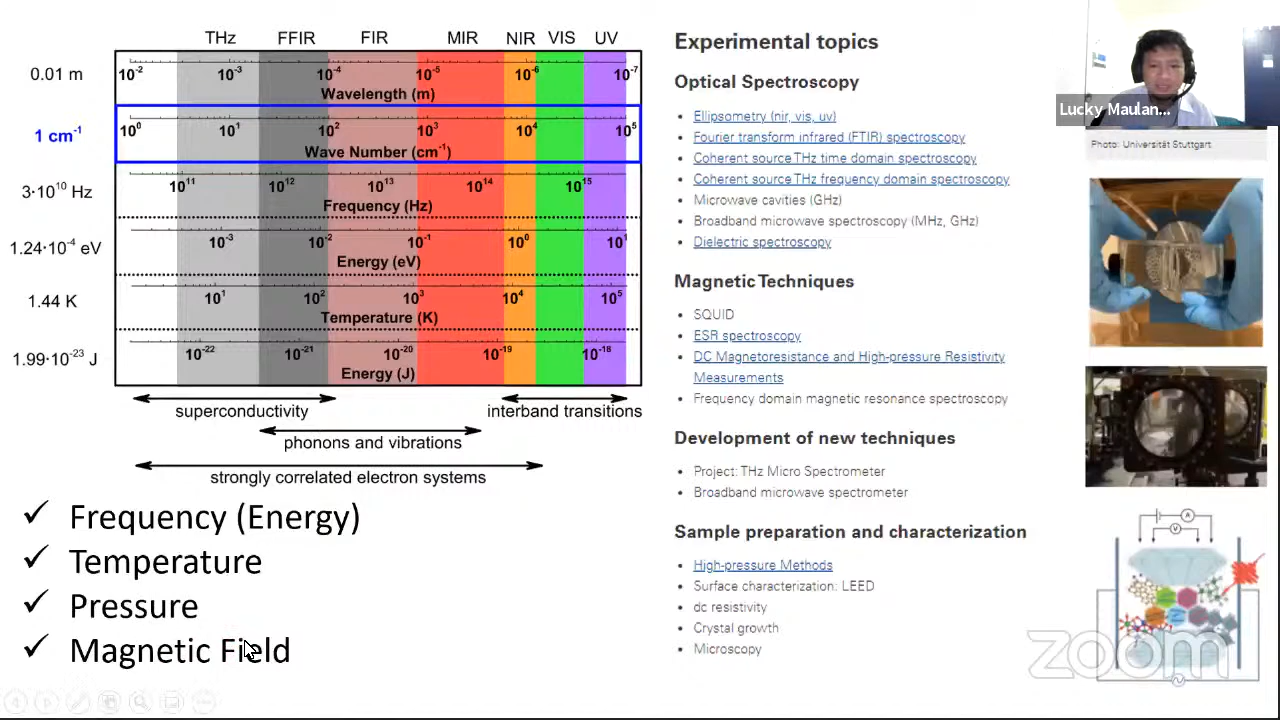 THz FFIR FIR MIR NIR VIS UV
0.01 m
10⁻² 10⁻³ 10⁻⁴ 10⁻⁵ 10⁻⁶ 10⁻⁷
Wavelength (m)
1 cm⁻¹
10⁰ 10¹ 10² 10³ 10⁴ 10⁵
Wave Number (cm⁻¹)
3·10¹⁰ Hz
10¹¹ 10¹² 10¹³ 10¹⁴ 10¹⁵
Frequency (Hz)
1.24·10⁻⁴ eV
10⁻³ 10⁻² 10⁻¹ 10⁰ 10¹
Energy (eV)
1.44 K
10¹ 10² 10³ 10⁴ 10⁵
Temperature (K)
1.99·10⁻²³ J
10⁻²² 10⁻²¹ 10⁻²⁰ 10⁻¹⁹ 10⁻¹⁸
Energy (J)
superconductivity
interband transitions
phonons and vibrations
strongly correlated electron systems
✓ Frequency (Energy)
✓ Temperature
✓ Pressure
✓ Magnetic Field
Experimental topics
Optical Spectroscopy
• Ellipsometry (nir, vis, uv)
• Fourier transform infrared (FTIR) spectroscopy
• Coherent source THz time domain spectroscopy
• Coherent source THz frequency domain spectroscopy
• Microwave cavities (GHz)
• Broadband microwave spectroscopy (MHz, GHz)
• Dielectric spectroscopy
Magnetic Techniques
• SQUID
• ESR spectroscopy
• DC Magnetoresistance and High-pressure Resistivity
Measurements
• Frequency domain magnetic resonance spectroscopy
Development of new techniques
• Project: THz Micro Spectrometer
• Broadband microwave spectrometer
Sample preparation and characterization
• High-pressure Methods
• Surface characterization: LEED
• dc resistivity
• Crystal growth
• Microscopy
Lucky Maulan...
Photo: Universität Stuttgart
A
V
zoom